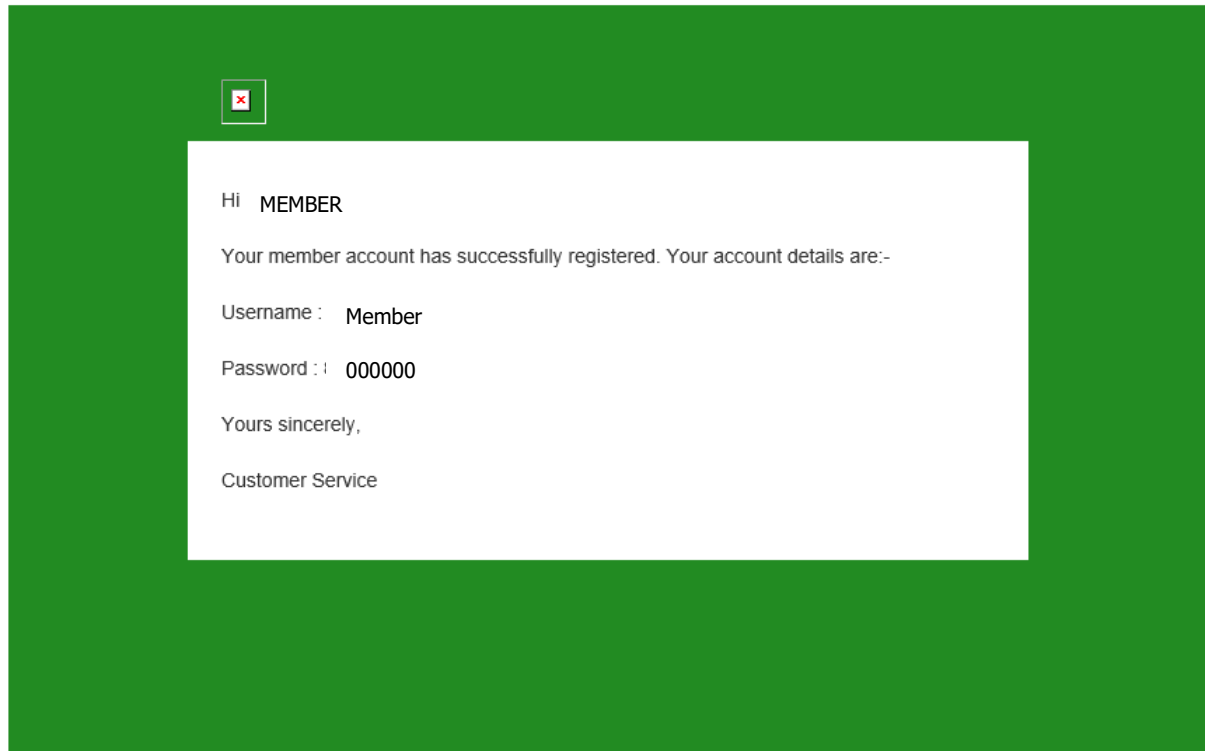 Hi MEMBER
Your member account has successfully registered. Your account details are:-
Username : Member
Password : 000000
Yours sincerely,
Customer Service